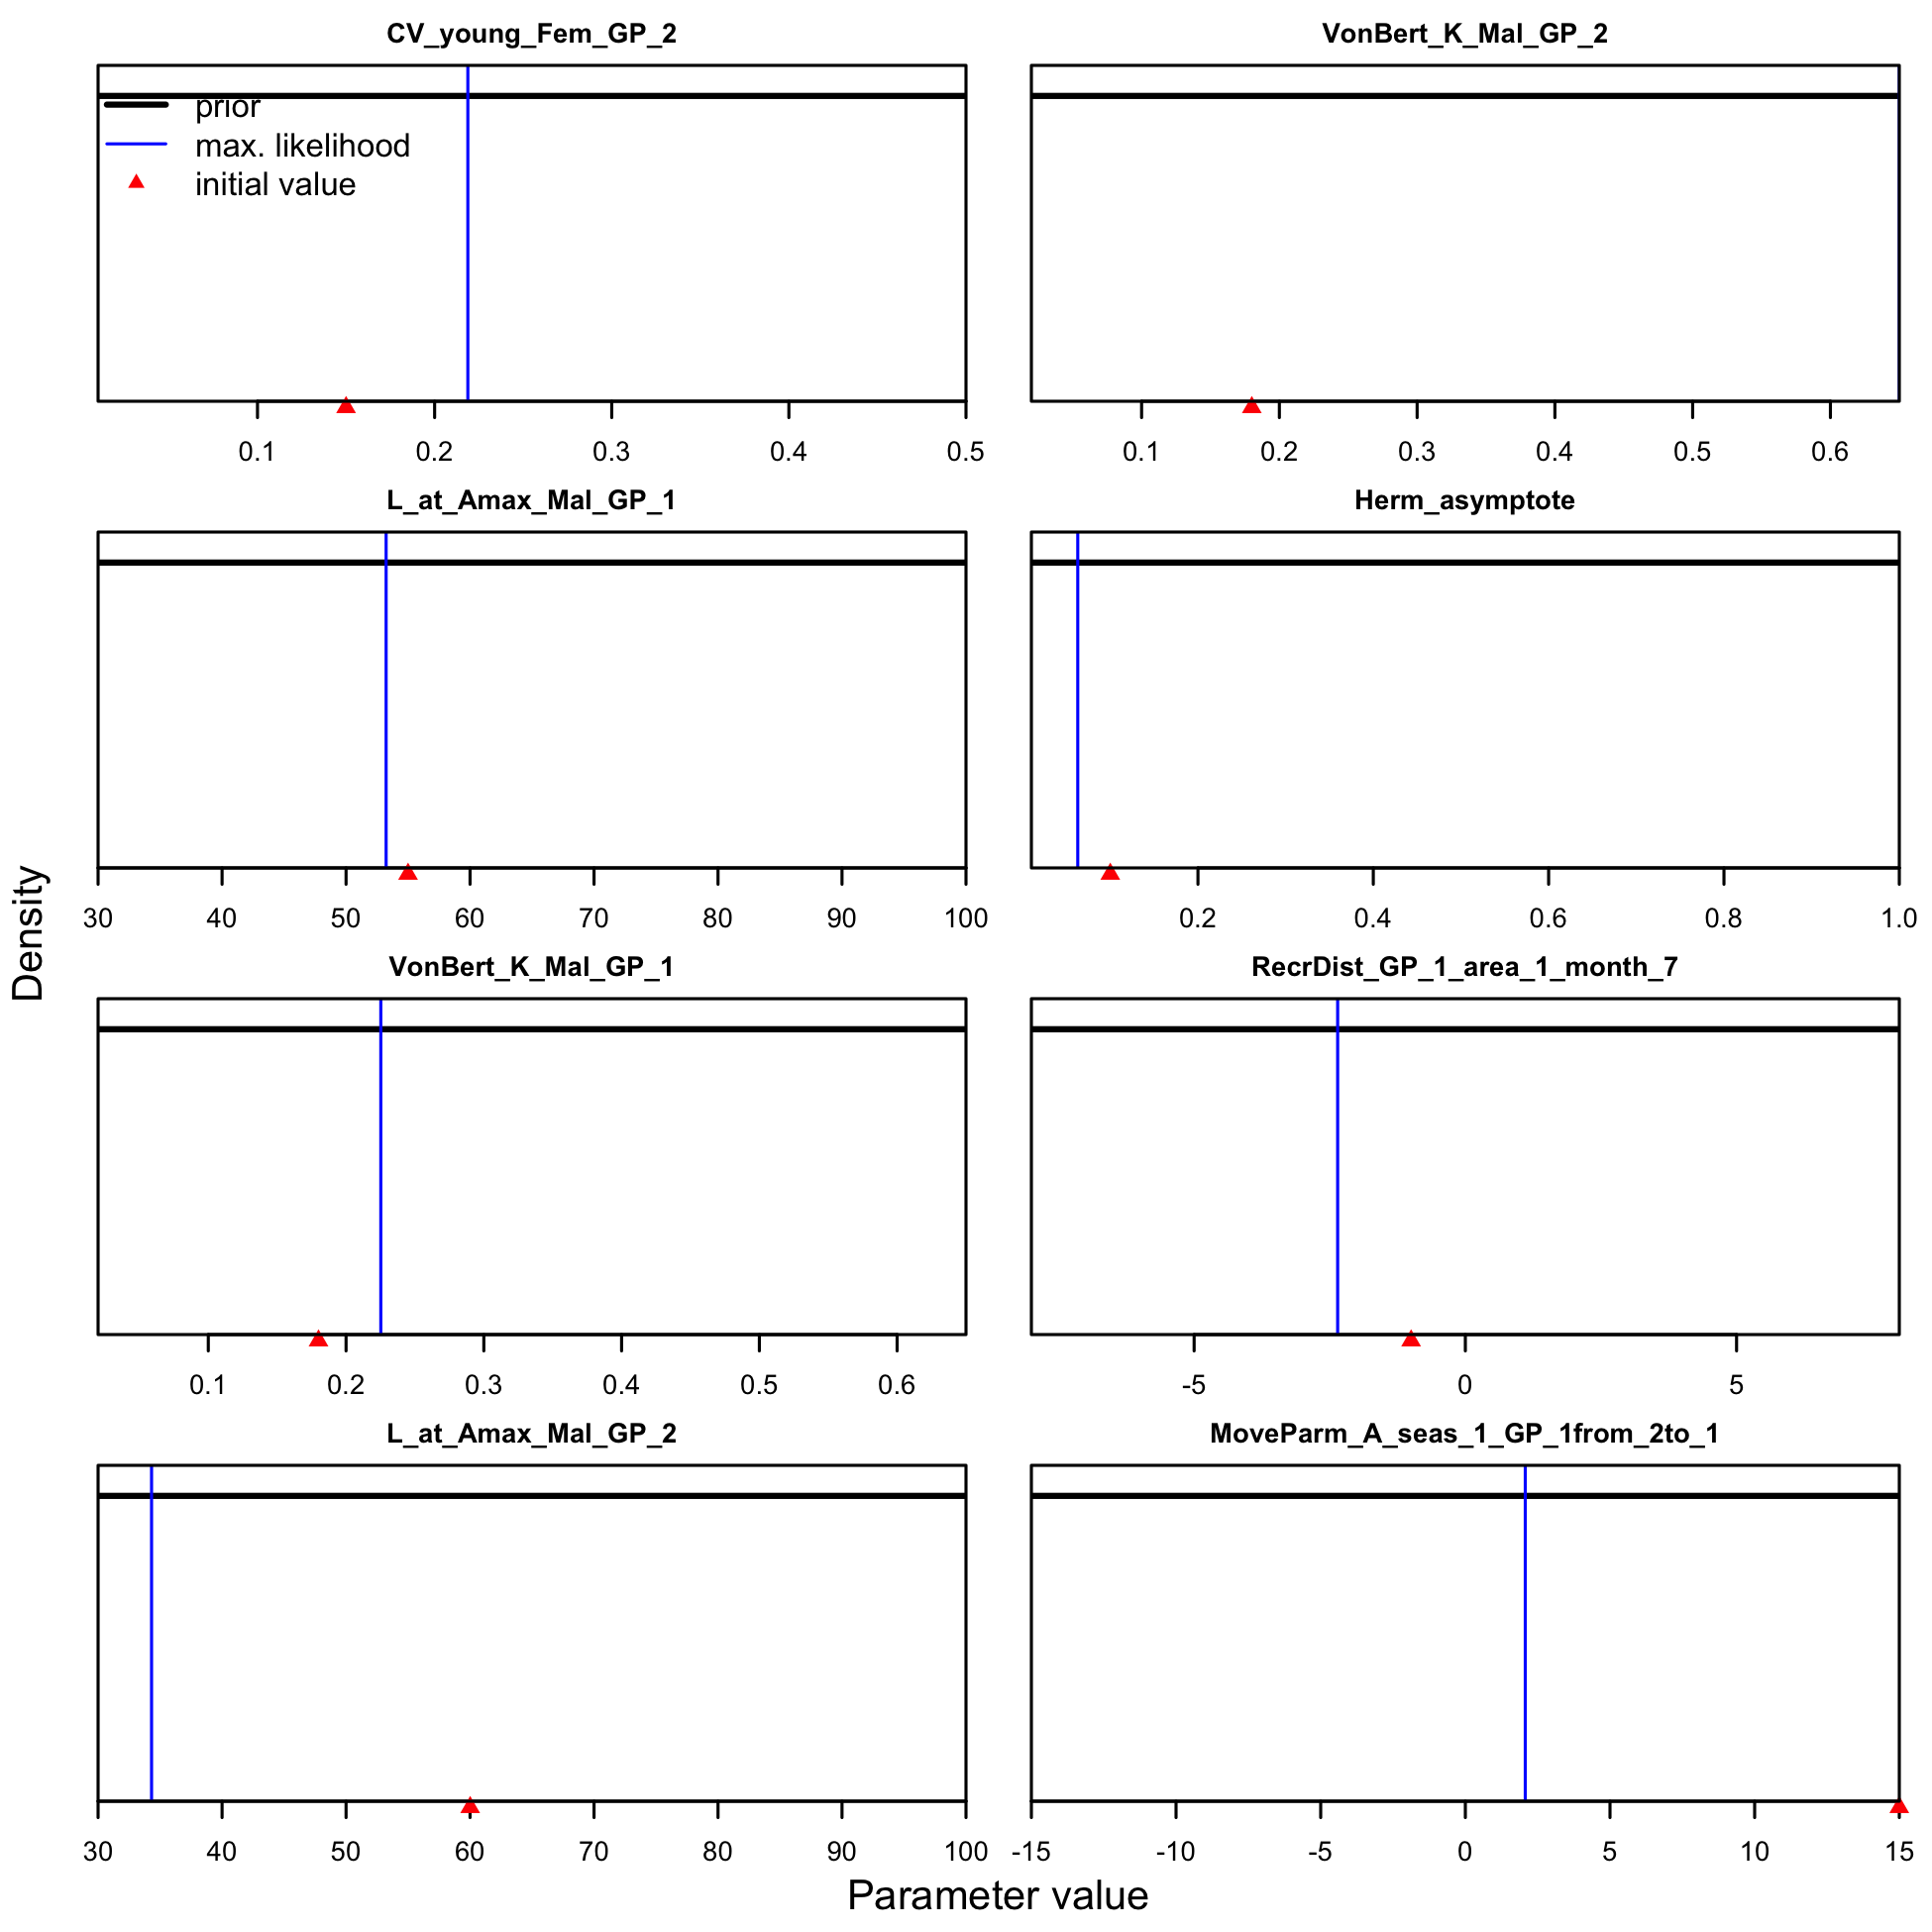 CV_young_Fem_GP_2
prior
max. likelihood
initial value
0.1 0.2 0.3 0.4 0.5
VonBert_K_Mal_GP_2
0.1 0.2 0.3 0.4 0.5 0.6
L_at_Amax_Mal_GP_1
30 40 50 60 70 80 90 100
Herm_asymptote
0.2 0.4 0.6 0.8 1.0
VonBert_K_Mal_GP_1
0.1 0.2 0.3 0.4 0.5 0.6
RecrDist_GP_1_area_1_month_7
-5 0 5
L_at_Amax_Mal_GP_2
30 40 50 60 70 80 90 100
MoveParm_A_seas_1_GP_1from_2to_1
-15 -10 -5 0 5 10 15
Density
Parameter value